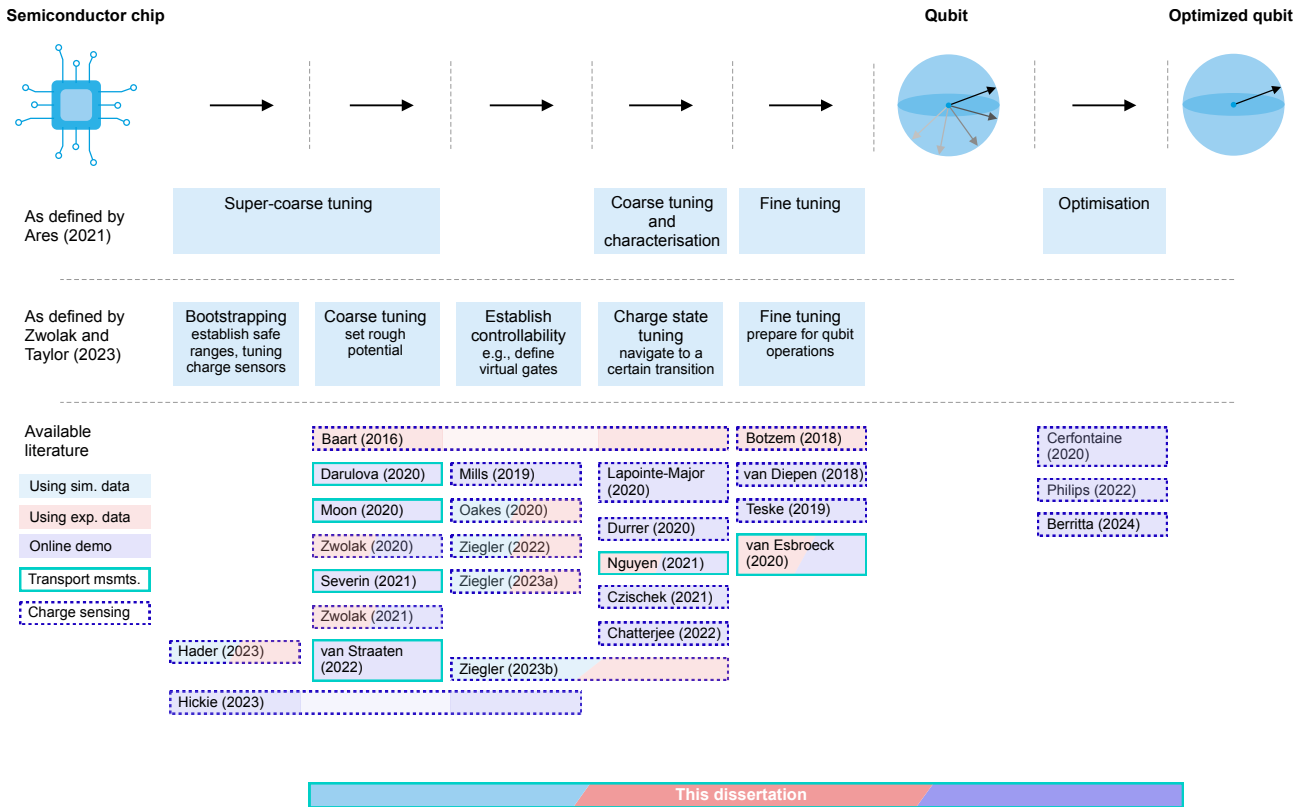 Semiconductor chip
Qubit
Optimized qubit
As defined by
Ares (2021)
Super-coarse tuning
Coarse tuning
and
characterisation
Fine tuning
Optimisation
As defined by
Zwolak and
Taylor (2023)
Bootstrapping
establish safe
ranges, tuning
charge sensors
Coarse tuning
set rough
potential
Establish
controllability
e.g., define
virtual gates
Charge state
tuning
navigate to a
certain transition
Fine tuning
prepare for qubit
operations
Available
literature
Using sim. data
Using exp. data
Online demo
Transport msmts.
Charge sensing
Hader (2023)
Hickie (2023)
Baart (2016)
Darulova (2020)
Moon (2020)
Zwolak (2020)
Severin (2021)
Zwolak (2021)
van Straaten
(2022)
Mills (2019)
Oakes (2020)
Ziegler (2022)
Ziegler (2023a)
Ziegler (2023b)
Lapointe-Major
(2020)
Durrer (2020)
Nguyen (2021)
Czischek (2021)
Chatterjee (2022)
Botzem (2018)
van Diepen (2018)
Teske (2019)
van Esbroeck
(2020)
Cerfontaine
(2020)
Philips (2022)
Berritta (2024)
This dissertation